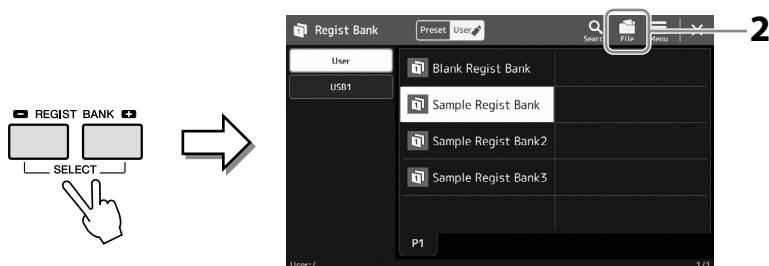 Regist Bank
Preset User
Search File Menu
2
User
USB1
Blank Regist Bank
Sample Regist Bank
Sample Regist Bank2
Sample Regist Bank3
P1
User:/
1/1
- REGIST BANK +
SELECT